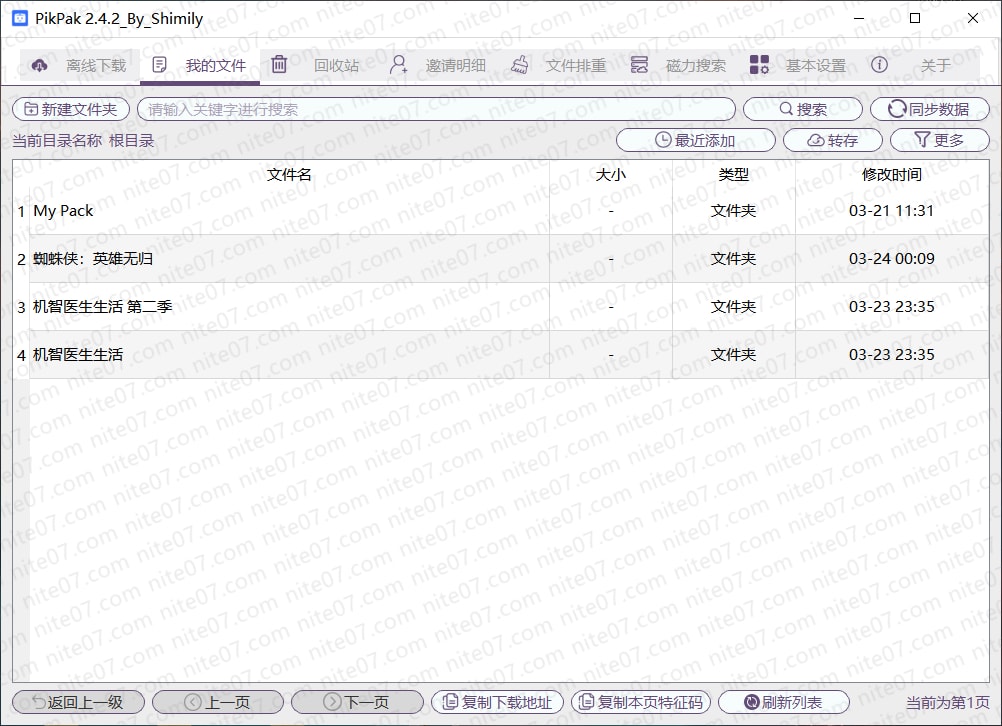 PikPak 2.4.2_By_Shimily
离线下载 我的文件 回收站 邀请明细 文件排重 磁力搜索 基本设置 关于
新建文件夹 请输入关键字进行搜索 搜索 同步数据
当前目录名称 根目录 最近添加 转存 更多
文件名 大小 类型 修改时间
1 My Pack - 文件夹 03-21 11:31
2 蜘蛛侠：英雄无归 - 文件夹 03-24 00:09
3 机智医生生活 第二季 - 文件夹 03-23 23:35
4 机智医生生活 - 文件夹 03-23 23:35
返回上一级 上一页 下一页 复制下载地址 复制本页特征码 刷新列表 当前为第1页
nite07.com